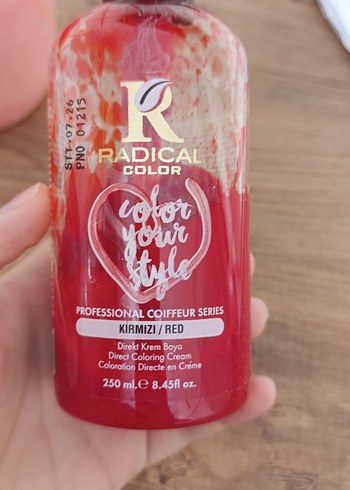 STT-07.26
PNO 01215
R
RADICAL
COLOR
color
your
style
PROFESSIONAL COIFFEUR SERIES
KIRMIZI / RED
Direkt Krem Boya
Direct Coloring Cream
Coloration Directe en Créme
250 ml. ℮ 8.45fl oz.